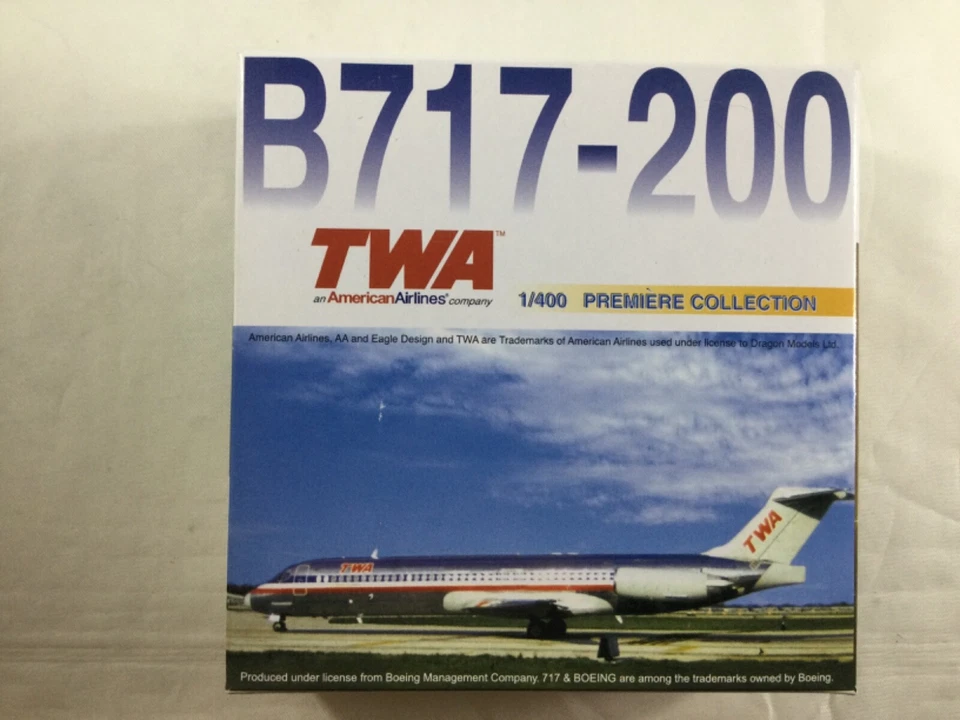 B717-200
TWA™
an AmericanAirlines® company
1/400 PREMIÈRE COLLECTION
American Airlines, AA and Eagle Design and TWA are Trademarks of American Airlines used under license to Dragon Models Ltd.
TWA
TWA
Produced under license from Boeing Management Company. 717 & BOEING are among the trademarks owned by Boeing.